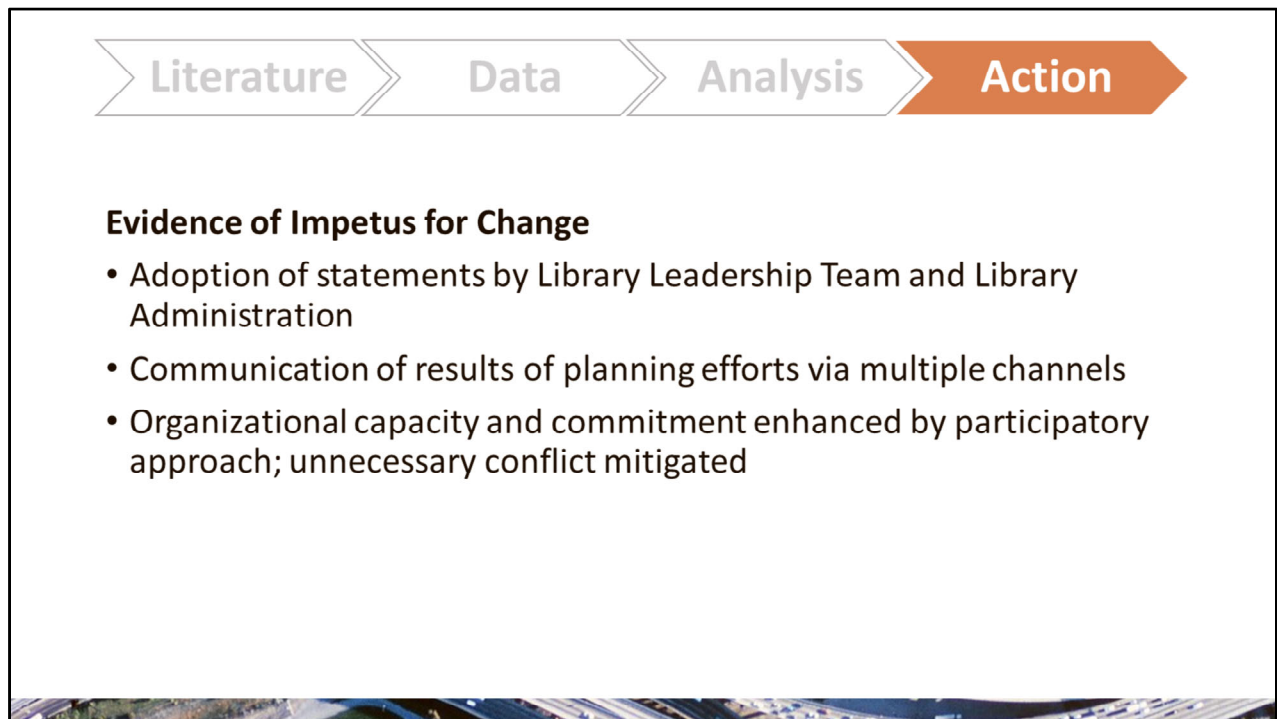 Literature Data Analysis Action
Evidence of Impetus for Change
• Adoption of statements by Library Leadership Team and Library
Administration
• Communication of results of planning efforts via multiple channels
• Organizational capacity and commitment enhanced by participatory
approach; unnecessary conflict mitigated